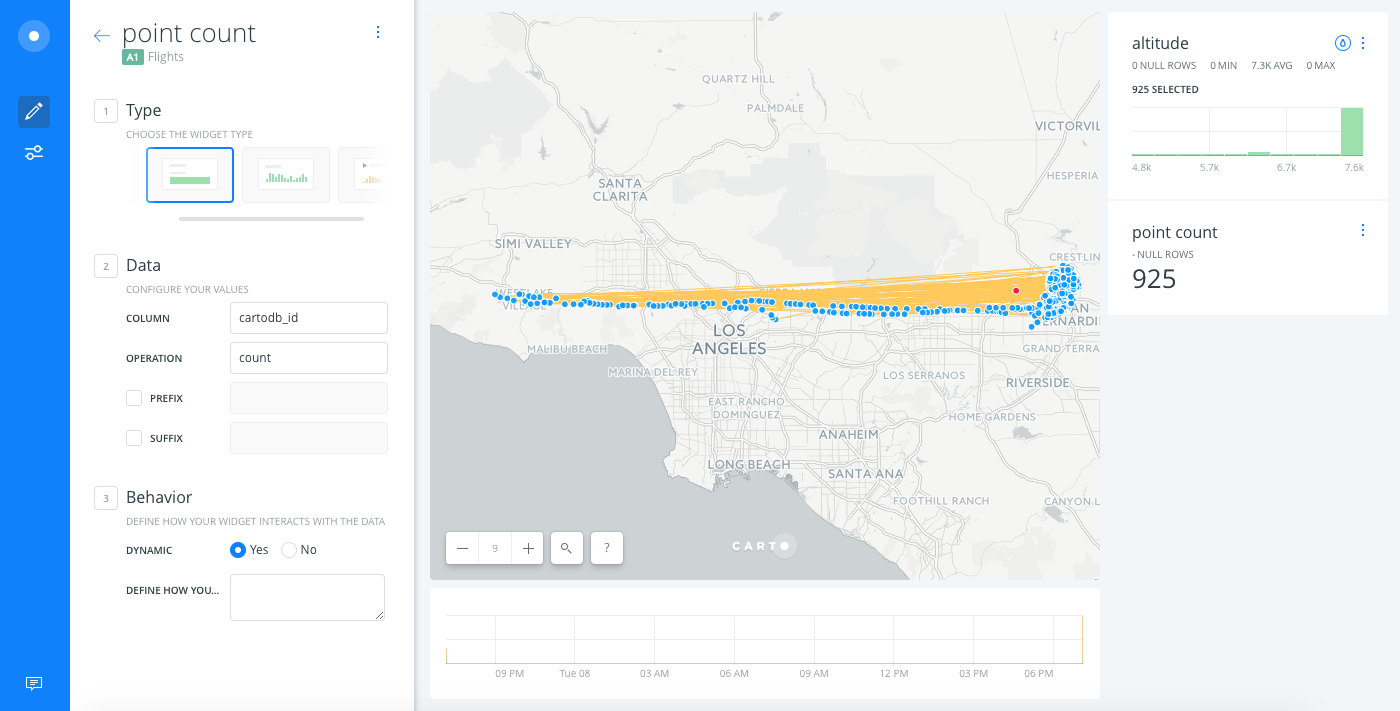 point count
A1 Flights
1 Type
CHOOSE THE WIDGET TYPE
2 Data
CONFIGURE YOUR VALUES
COLUMN cartodb_id
OPERATION count
PREFIX
SUFFIX
3 Behavior
DEFINE HOW YOUR WIDGET INTERACTS WITH THE DATA
DYNAMIC Yes No
DEFINE HOW YOU...
QUARTZ HILL
PALMDALE
VICTORVIL
HESPERIA
SANTA
CLARITA
SIMI VALLEY
CRESTLIN
WESTLAKE
VILLAGE
AN
ERNARDI
LOS
ANGELES
MALIBU BEACH
GRAND TERRA
MARINA DEL REY
LOS SERRANOS
RIVERSIDE
EAST RANCHO
DOMINGUEZ
HOME GARDENS
ANAHEIM
LONG BEACH
SANTA ANA
FOOTHILL RANCH
CANYON L
9
?
CARTO
09 PM Tue 08 03 AM 06 AM 09 AM 12 PM 03 PM 06 PM
altitude
0 NULL ROWS 0 MIN 7.3K AVG 0 MAX
925 SELECTED
4.8k 5.7k 6.7k 7.6k
point count
- NULL ROWS
925